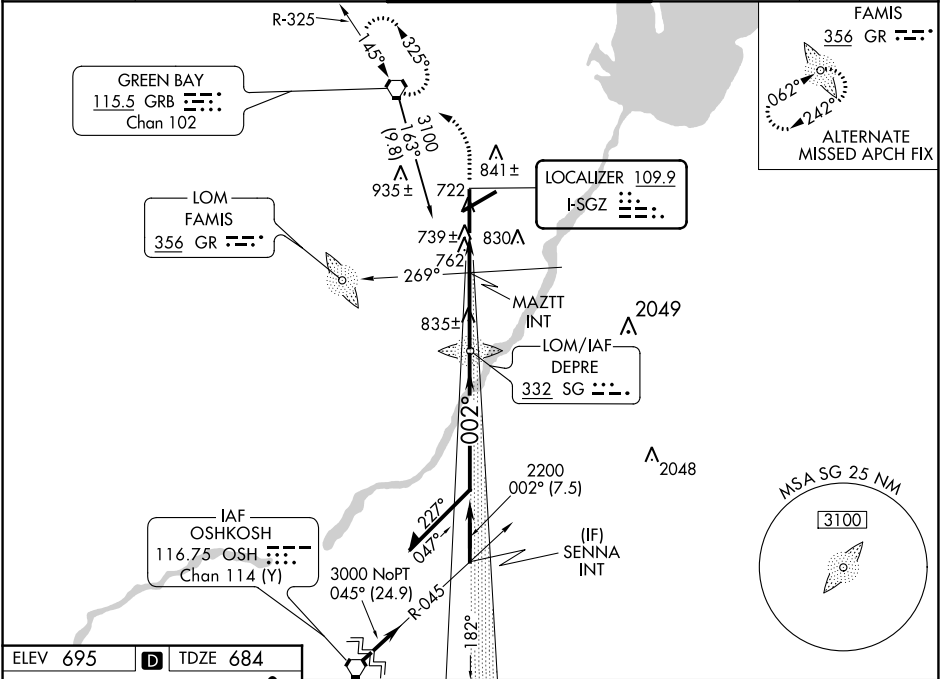 R-325
145°
325°
FAMIS
356 GR
062°
242°
ALTERNATE
MISSED APCH FIX
GREEN BAY
115.5 GRB
Chan 102
3100
163°
(9.8)
935 ±
841 ±
722
LOCALIZER 109.9
I-SGZ
LOM
FAMIS
356 GR
739 ±
830
762
269°
MAZTT
INT
835 ±
2049
LOM/IAF
DEPRE
332 SG
002°
2048
2200
002° (7.5)
227°
047°
(IF)
SENNA
INT
MSA SG 25 NM
3100
IAF
OSHKOSH
116.75 OSH
Chan 114 (Y)
3000 NoPT
045° (24.9)
R-045
182°
ELEV 695 D TDZE 684